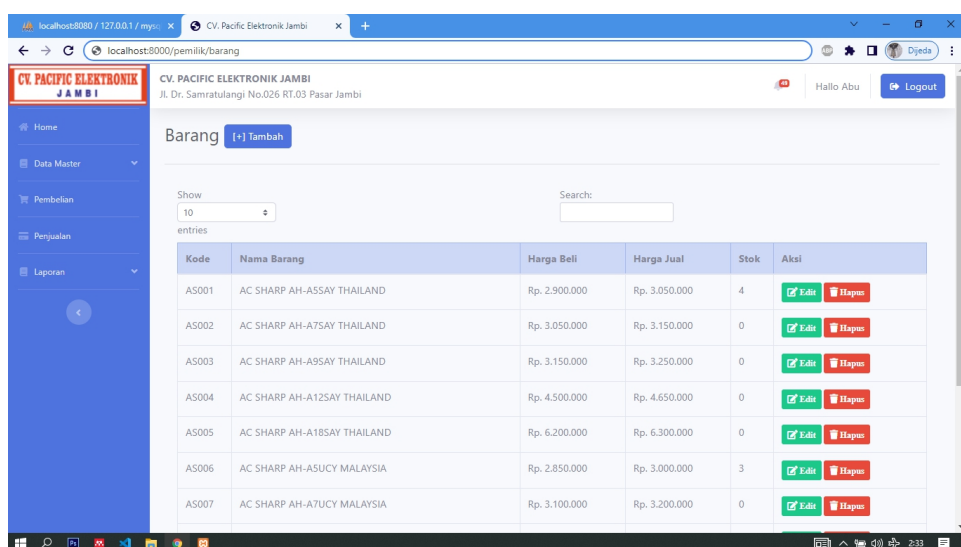 localhost:8080 / 127.0.0.1 / mysq
CV. Pacific Elektronik Jambi
localhost:8000/pemilik/barang
ABP
Dijeda
CV. PACIFIC ELEKTRONIK
JAMBI
CV. PACIFIC ELEKTRONIK JAMBI
Jl. Dr. Samratulangi No.026 RT.03 Pasar Jambi
48
Hallo Abu
Logout
Home
Data Master
Pembelian
Penjualan
Laporan
Barang
[+] Tambah
Show
10
entries
Search:
Kode Nama Barang Harga Beli Harga Jual Stok Aksi
AS001 AC SHARP AH-A5SAY THAILAND Rp. 2.900.000 Rp. 3.050.000 4 Edit Hapus
AS002 AC SHARP AH-A7SAY THAILAND Rp. 3.050.000 Rp. 3.150.000 0 Edit Hapus
AS003 AC SHARP AH-A9SAY THAILAND Rp. 3.150.000 Rp. 3.250.000 0 Edit Hapus
AS004 AC SHARP AH-A12SAY THAILAND Rp. 4.500.000 Rp. 4.650.000 0 Edit Hapus
AS005 AC SHARP AH-A18SAY THAILAND Rp. 6.200.000 Rp. 6.300.000 0 Edit Hapus
AS006 AC SHARP AH-A5UCY MALAYSIA Rp. 2.850.000 Rp. 3.000.000 3 Edit Hapus
AS007 AC SHARP AH-A7UCY MALAYSIA Rp. 3.100.000 Rp. 3.200.000 0 Edit Hapus
Ps
2:33